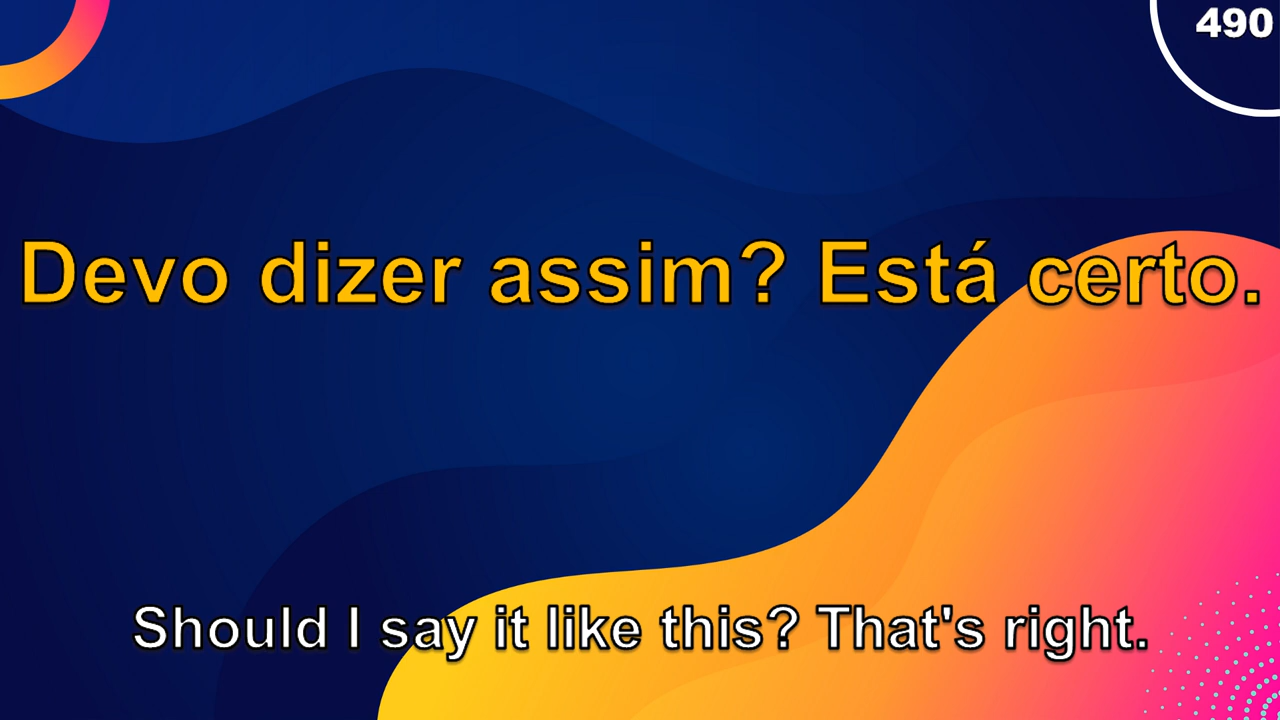 490
Devo dizer assim? Está certo.
Should I say it like this? That's right.